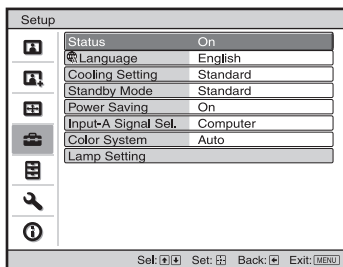 Setup
Status On
Language English
Cooling Setting Standard
Standby Mode Standard
Power Saving On
Input-A Signal Sel. Computer
Color System Auto
Lamp Setting
Sel: Set: Back: Exit: MENU